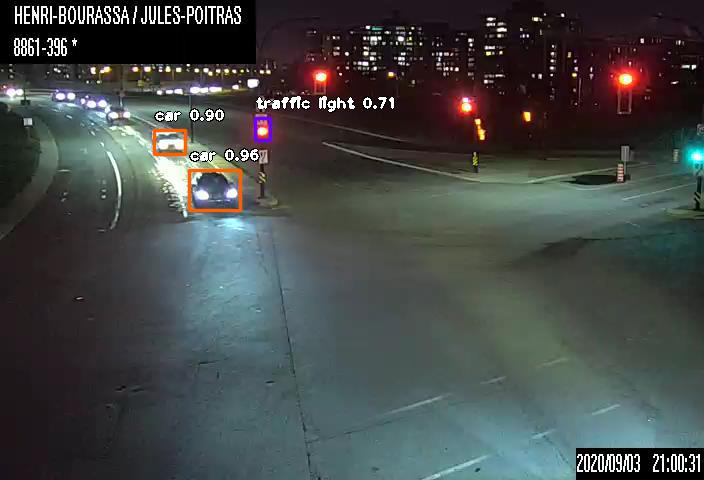 HENRI-BOURASSA / JULES-POITRAS
8861-396 *
traffic light 0.71
car 0.90
car 0.96
2020/09/03 21:00:31